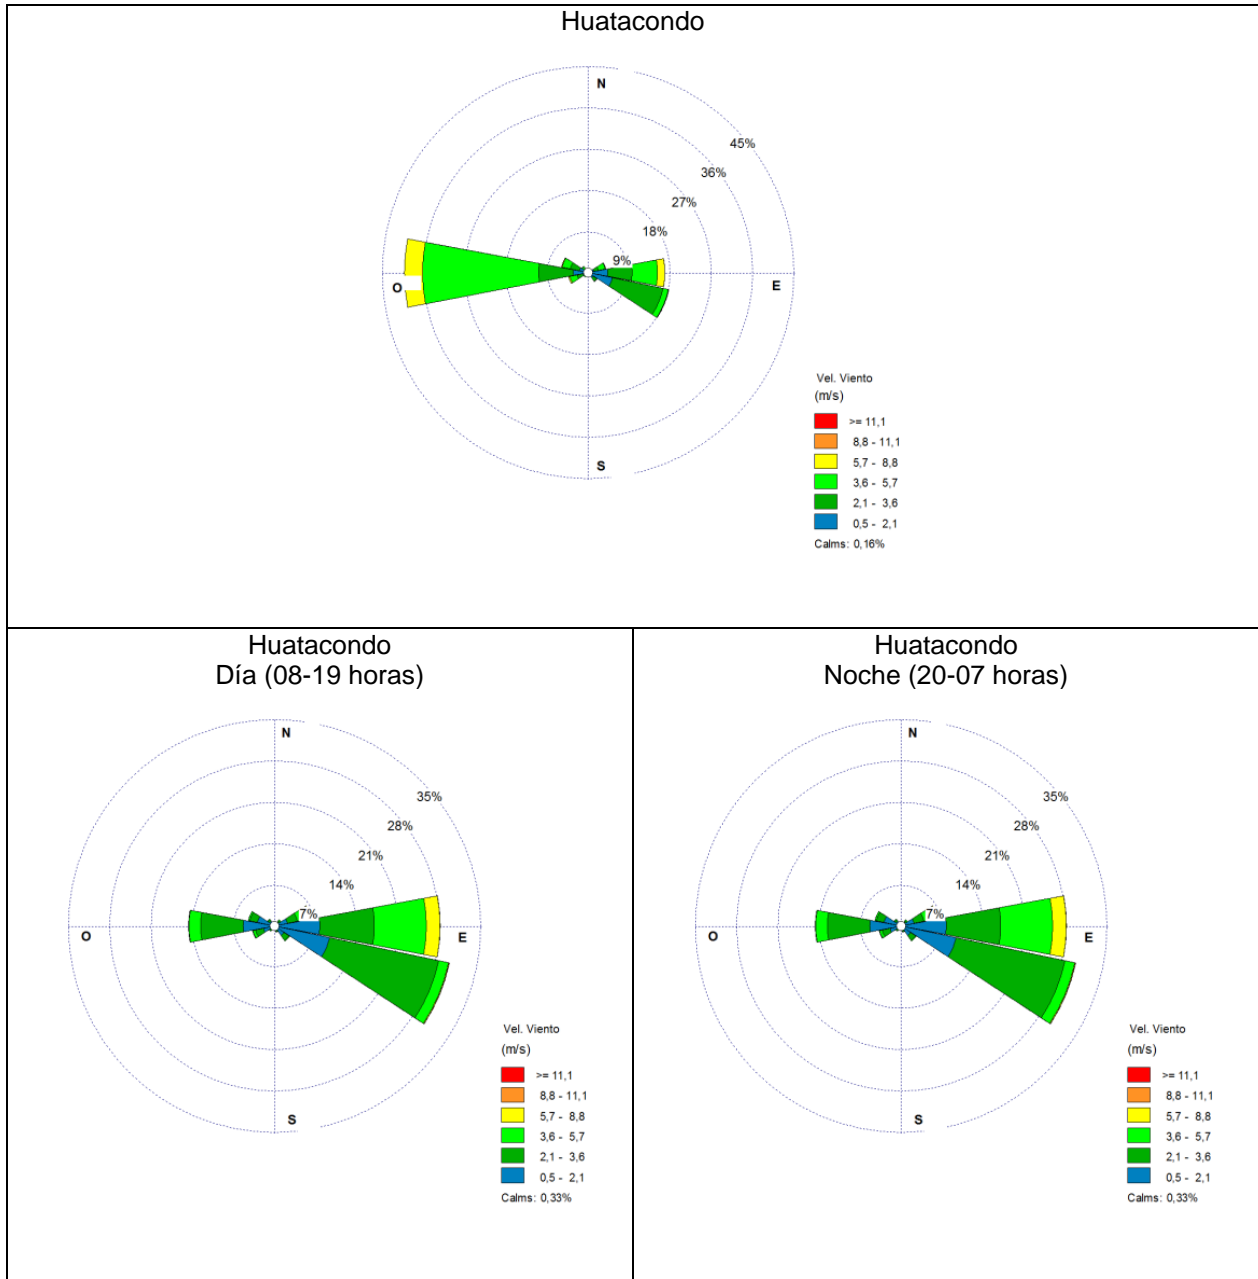 Huatacondo
N
45%
36%
27%
18%
9%
O
E
S
Vel. Viento
(m/s)
>= 11,1
8,8 - 11,1
5,7 - 8,8
3,6 - 5,7
2,1 - 3,6
0,5 - 2,1
Calms: 0,16%
Huatacondo
Día (08-19 horas)
N
35%
28%
21%
14%
7%
O
E
S
Vel. Viento
(m/s)
>= 11,1
8,8 - 11,1
5,7 - 8,8
3,6 - 5,7
2,1 - 3,6
0,5 - 2,1
Calms: 0,33%
Huatacondo
Noche (20-07 horas)
N
35%
28%
21%
14%
7%
O
E
S
Vel. Viento
(m/s)
>= 11,1
8,8 - 11,1
5,7 - 8,8
3,6 - 5,7
2,1 - 3,6
0,5 - 2,1
Calms: 0,33%